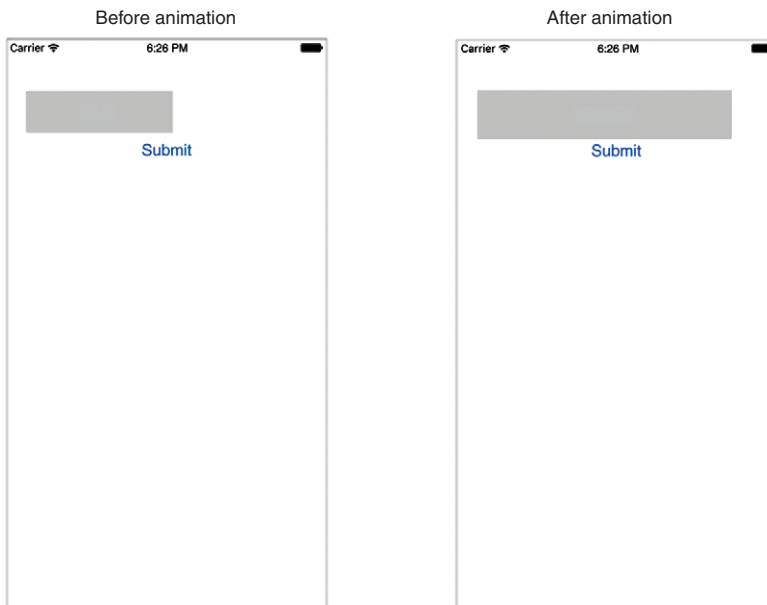 Before animation
After animation
Carrier 6:26 PM
Carrier 6:26 PM
Submit
Submit